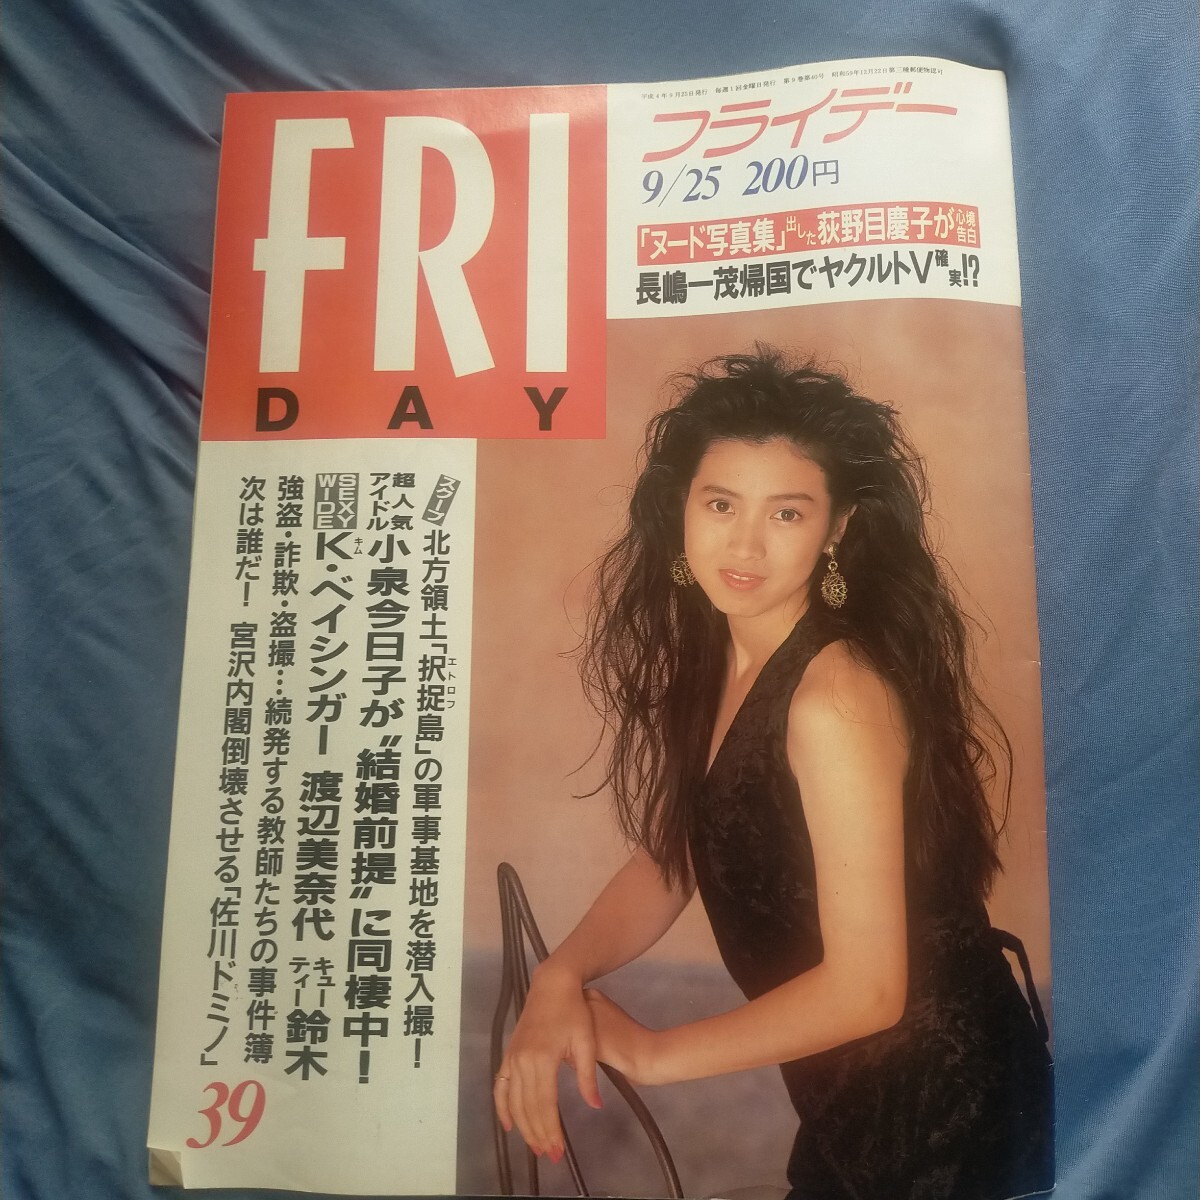 平成4年9月25日発行 毎週1回金曜日発行 第9巻第40号 昭和59年12月22日第三種郵便物認可
フライデー
9/25 200円
FRI
DAY
「ヌード写真集」出した荻野目慶子が心境告白
長嶋一茂帰国でヤクルトV確実!?
スクープ 北方領土「択捉島」の軍事基地を潜入撮!
エトロフ
超人気アイドル 小泉今日子が“結婚前提”に同棲中!
SEXY WIDE K・ベイシンガー 渡辺美奈代 キューティー鈴木
キム
強盗・詐欺・盗撮…続発する教師たちの事件簿
次は誰だ! 宮沢内閣倒壊させる「佐川ドミノ」
39